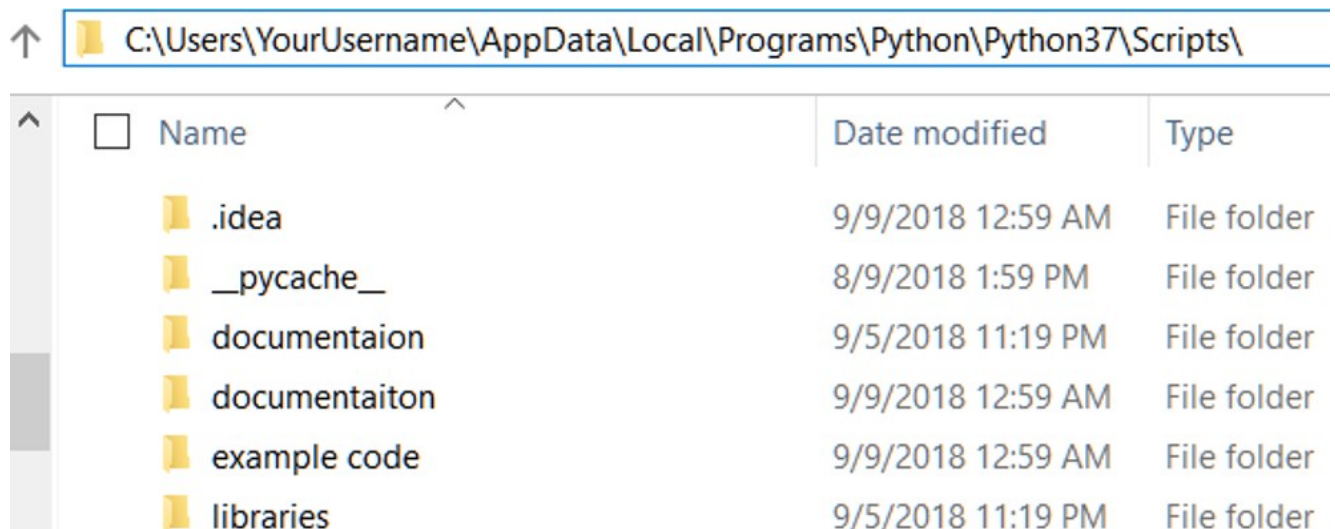 C:\Users\YourUsername\AppData\Local\Programs\Python\Python37\Scripts\
Name Date modified Type
.idea 9/9/2018 12:59 AM File folder
__pycache__ 8/9/2018 1:59 PM File folder
documentaion 9/5/2018 11:19 PM File folder
documentaiton 9/9/2018 12:59 AM File folder
example code 9/9/2018 12:59 AM File folder
libraries 9/5/2018 11:19 PM File folder